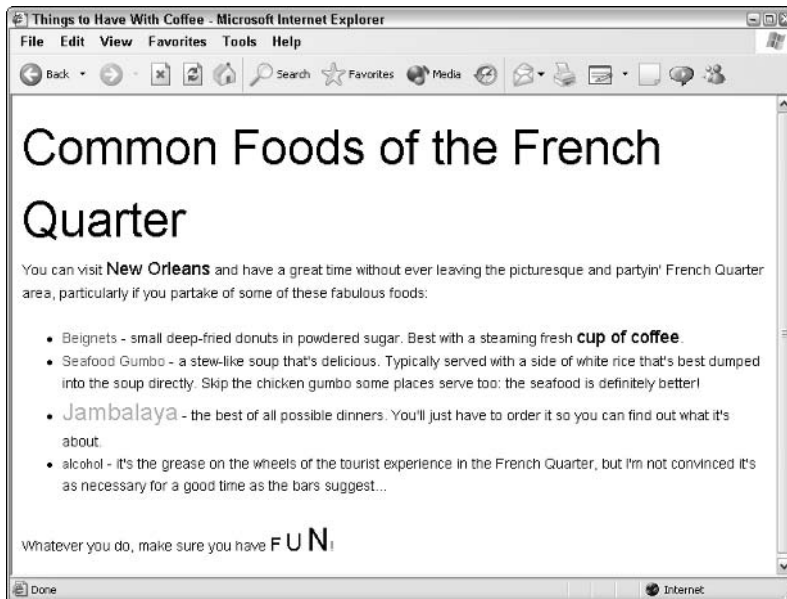 Things to Have With Coffee - Microsoft Internet Explorer
File Edit View Favorites Tools Help
Back Search Favorites Media
Common Foods of the French
Quarter
You can visit New Orleans and have a great time without ever leaving the picturesque and partyin' French Quarter
area, particularly if you partake of some of these fabulous foods:
• Beignets - small deep-fried donuts in powdered sugar. Best with a steaming fresh cup of coffee.
• Seafood Gumbo - a stew-like soup that's delicious. Typically served with a side of white rice that's best dumped
into the soup directly. Skip the chicken gumbo some places serve too: the seafood is definitely better!
• Jambalaya - the best of all possible dinners. You'll just have to order it so you can find out what it's
about.
• alcohol - it's the grease on the wheels of the tourist experience in the French Quarter, but I'm not convinced it's
as necessary for a good time as the bars suggest...
Whatever you do, make sure you have F U N!
Done Internet